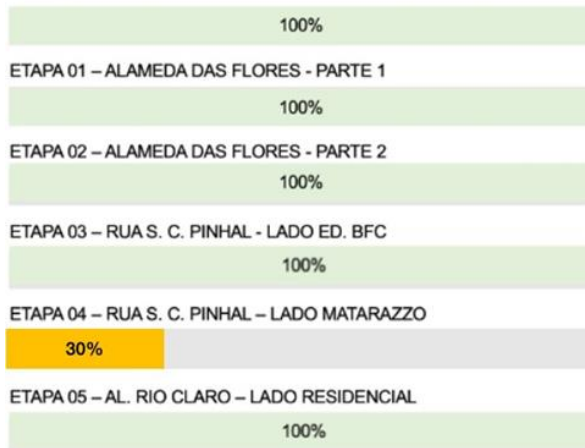 100%
ETAPA 01 – ALAMEDA DAS FLORES - PARTE 1
100%
ETAPA 02 – ALAMEDA DAS FLORES - PARTE 2
100%
ETAPA 03 – RUA S. C. PINHAL - LADO ED. BFC
100%
ETAPA 04 – RUA S. C. PINHAL – LADO MATARAZZO
30%
ETAPA 05 – AL. RIO CLARO – LADO RESIDENCIAL
100%